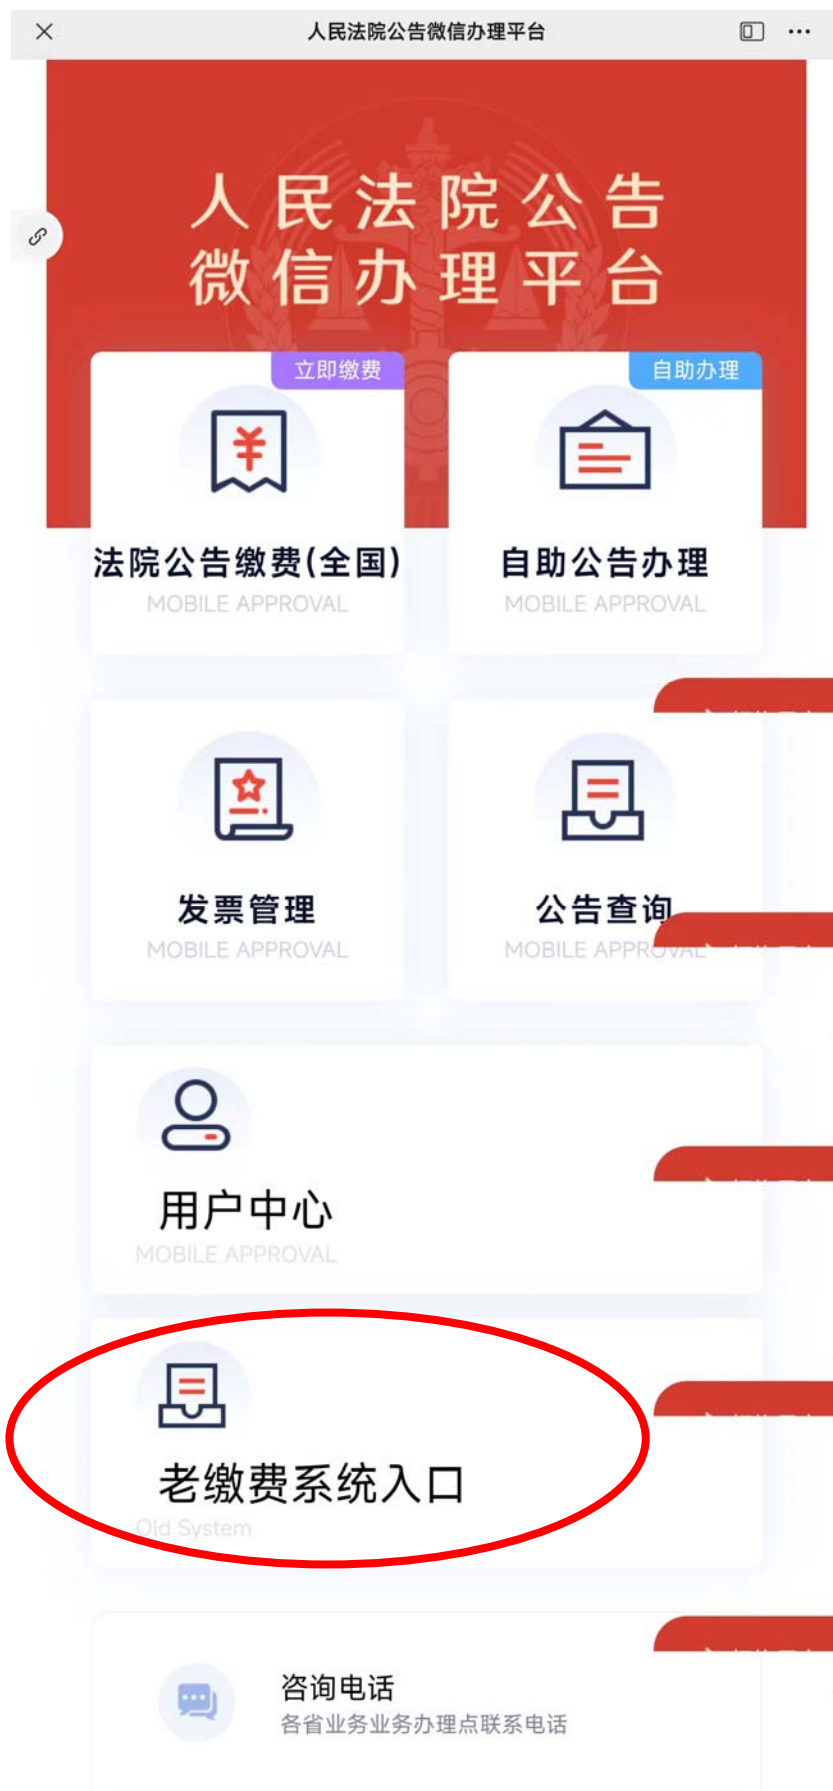 人民法院公告微信办理平台
人民法院公告
微信办理平台
立即缴费
自助办理
法院公告缴费(全国)
自助公告办理
MOBILE APPROVAL
MOBILE APPROVAL
发票管理
公告查询
MOBILE APPROVAL
MOBILE APPROVAL
用户中心
MOBILE APPROVAL
老缴费系统入口
Old System
咨询电话
各省业务业务办理点联系电话